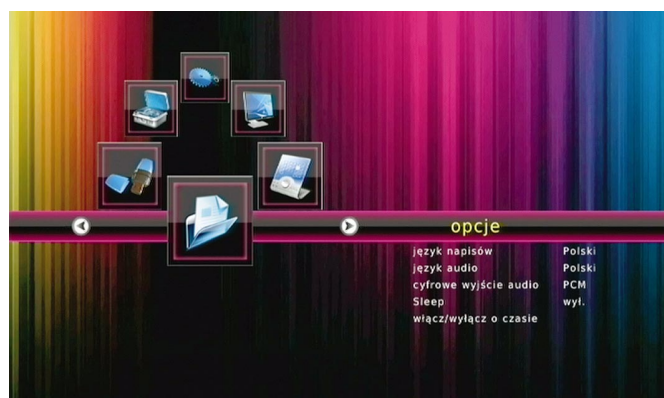 opcje
język napisów Polski
język audio Polski
cyfrowe wyjście audio PCM
Sleep wył.
włącz/wyłącz o czasie